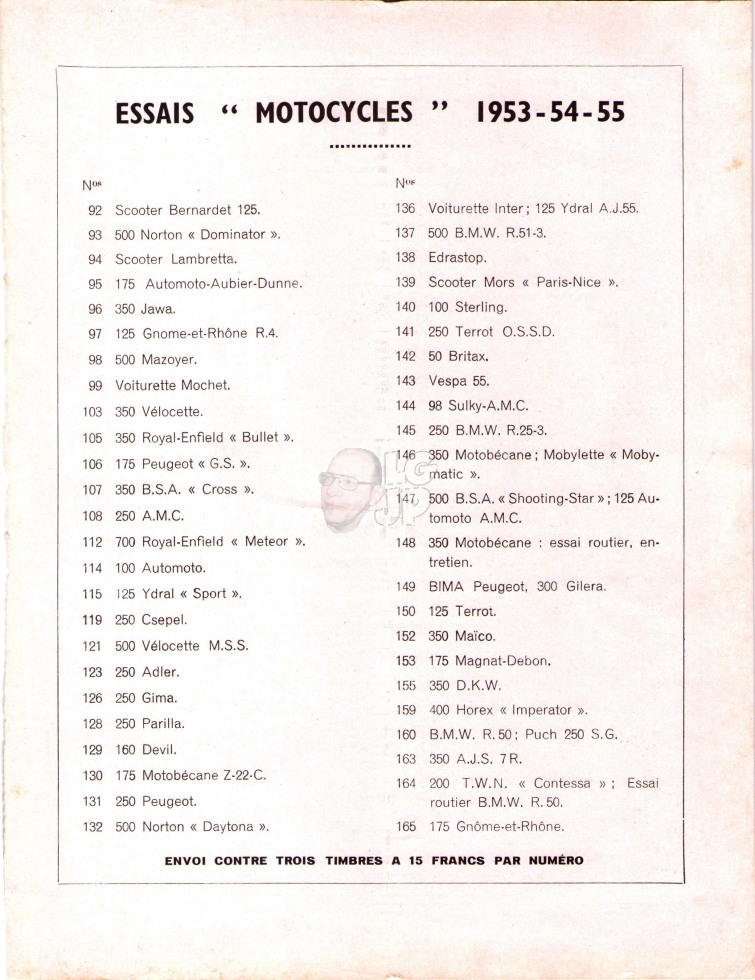 ESSAIS “ MOTOCYCLES ” 1953-54-55
Nos
92 Scooter Bernardet 125.
93 500 Norton « Dominator ».
94 Scooter Lambretta.
95 175 Automoto-Aubier-Dunne.
96 350 Jawa.
97 125 Gnome-et-Rhône R.4.
98 500 Mazoyer.
99 Voiturette Mochet.
103 350 Vélocette.
105 350 Royal-Enfield « Bullet ».
106 175 Peugeot « G.S. ».
107 350 B.S.A. « Cross ».
108 250 A.M.C.
112 700 Royal-Enfield « Meteor ».
114 100 Automoto.
115 125 Ydral « Sport ».
119 250 Csepel.
121 500 Vélocette M.S.S.
123 250 Adler.
126 250 Gima.
128 250 Parilla.
129 160 Devil.
130 175 Motobécane Z-22-C.
131 250 Peugeot.
132 500 Norton « Daytona ».
Nos
136 Voiturette Inter ; 125 Ydral A.J.55.
137 500 B.M.W. R.51-3.
138 Edrastop.
139 Scooter Mors « Paris-Nice ».
140 100 Sterling.
141 250 Terrot O.S.S.D.
142 50 Britax.
143 Vespa 55.
144 98 Sulky-A.M.C.
145 250 B.M.W. R.25-3.
146 350 Motobécane ; Mobylette « Moby-
matic ».
147 500 B.S.A. « Shooting-Star » ; 125 Au-
tomoto A.M.C.
148 350 Motobécane : essai routier, en-
tretien.
149 BIMA Peugeot, 300 Gilera.
150 125 Terrot.
152 350 Maïco.
153 175 Magnat-Debon.
155 350 D.K.W.
159 400 Horex « Imperator ».
160 B.M.W. R. 50 ; Puch 250 S.G.
163 350 A.J.S. 7 R.
164 200 T.W.N. « Contessa » ; Essai
routier B.M.W. R. 50.
165 175 Gnôme-et-Rhône.
LG
JP
ENVOI CONTRE TROIS TIMBRES A 15 FRANCS PAR NUMÉRO